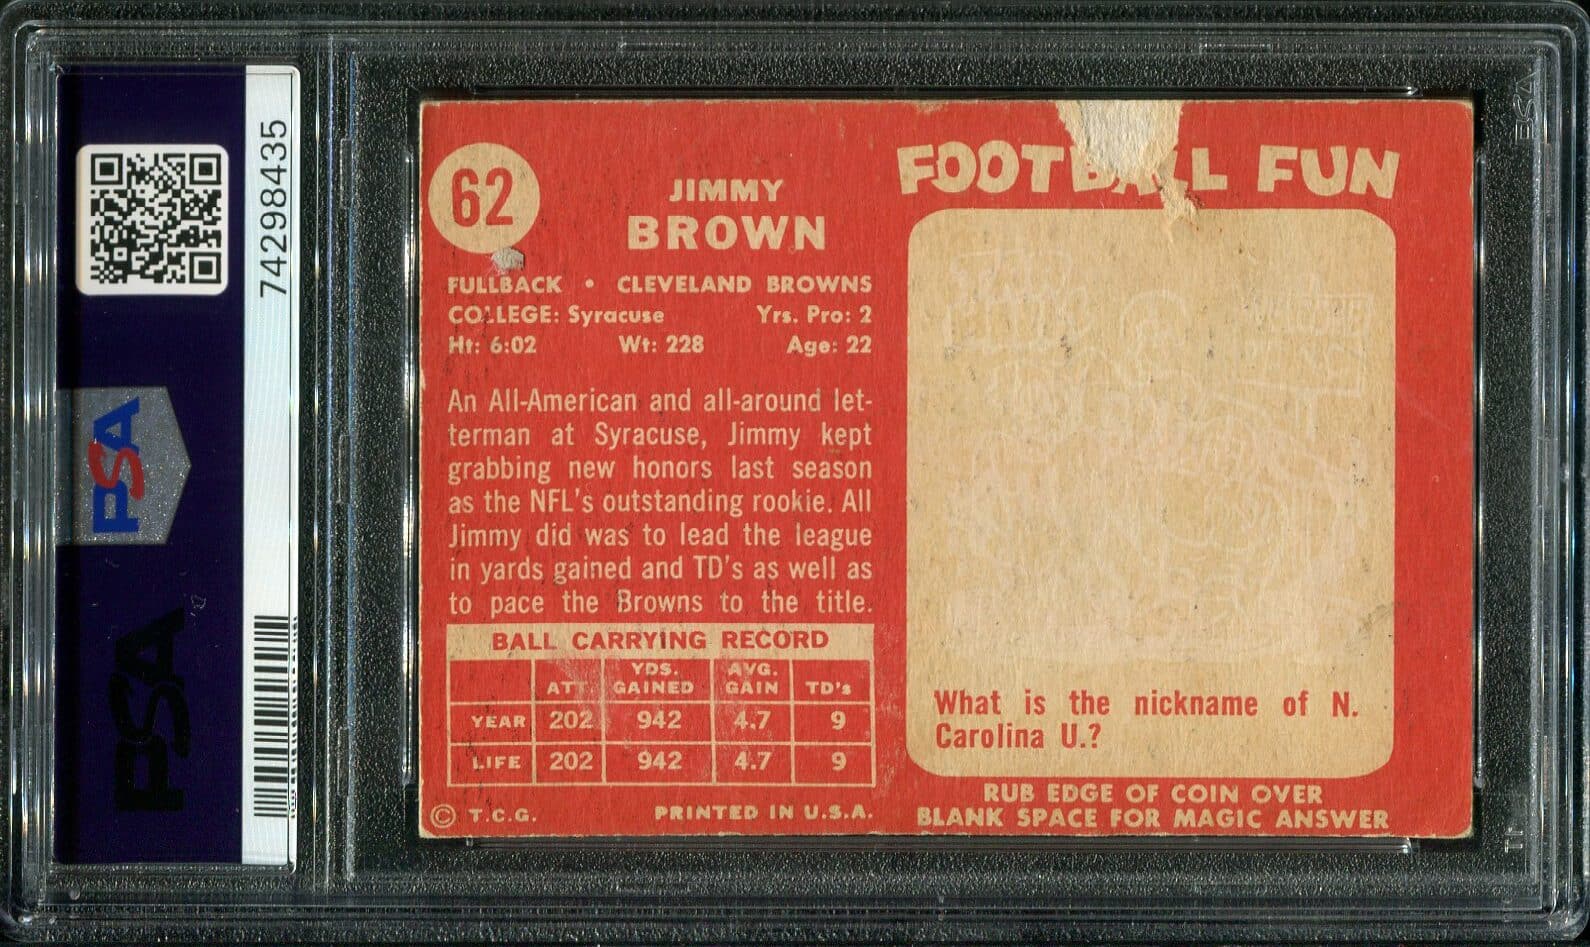 PSA
74298435
PSA
62
JIMMY
BROWN
FULLBACK • CLEVELAND BROWNS
COLLEGE: Syracuse Yrs. Pro: 2
Ht: 6:02 Wt: 228 Age: 22
An All-American and all-around let-
terman at Syracuse, Jimmy kept
grabbing new honors last season
as the NFL's outstanding rookie. All
Jimmy did was to lead the league
in yards gained and TD's as well as
to pace the Browns to the title.
BALL CARRYING RECORD
ATT. YDS. GAINED AVG. GAIN TD's
YEAR 202 942 4.7 9
LIFE 202 942 4.7 9
© T.C.G. PRINTED IN U.S.A.
FOOTBALL FUN
What is the nickname of N.
Carolina U.?
RUB EDGE OF COIN OVER
BLANK SPACE FOR MAGIC ANSWER